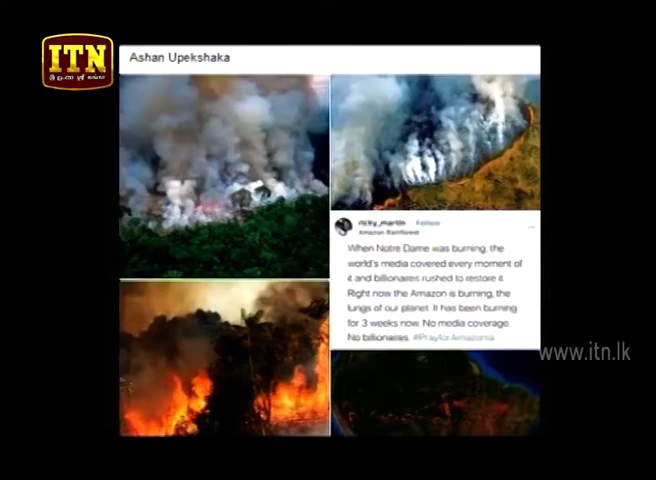 ITN
Ashan Upekshaka
ricky_martin Follow
Amazon Rainforest
When Notre Dame was burning, the
world's media covered every moment of
it and billionaires rushed to restore it.
Right now the Amazon is burning, the
lungs of our planet. It has been burning
for 3 weeks now. No media coverage.
No billionaires. #PrayforAmazonia
www.itn.lk